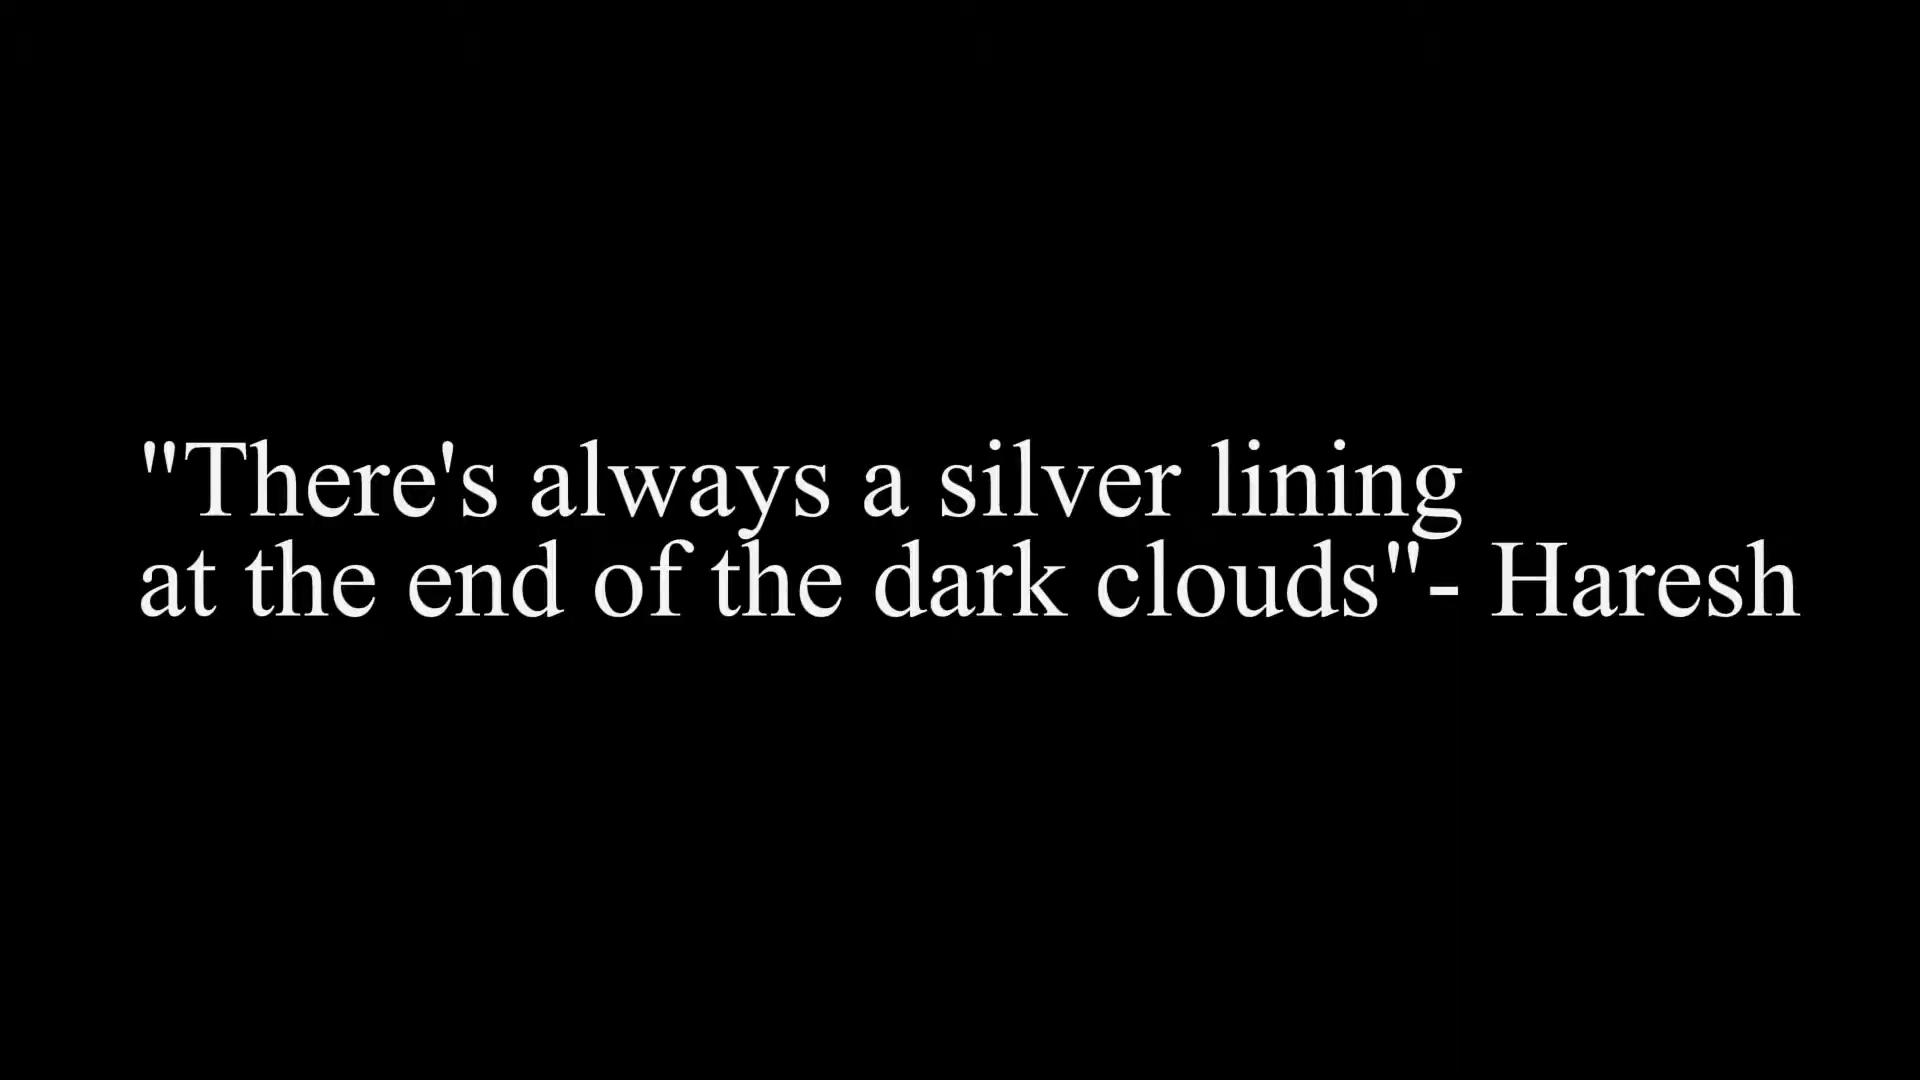 "There's always a silver lining
at the end of the dark clouds"- Haresh